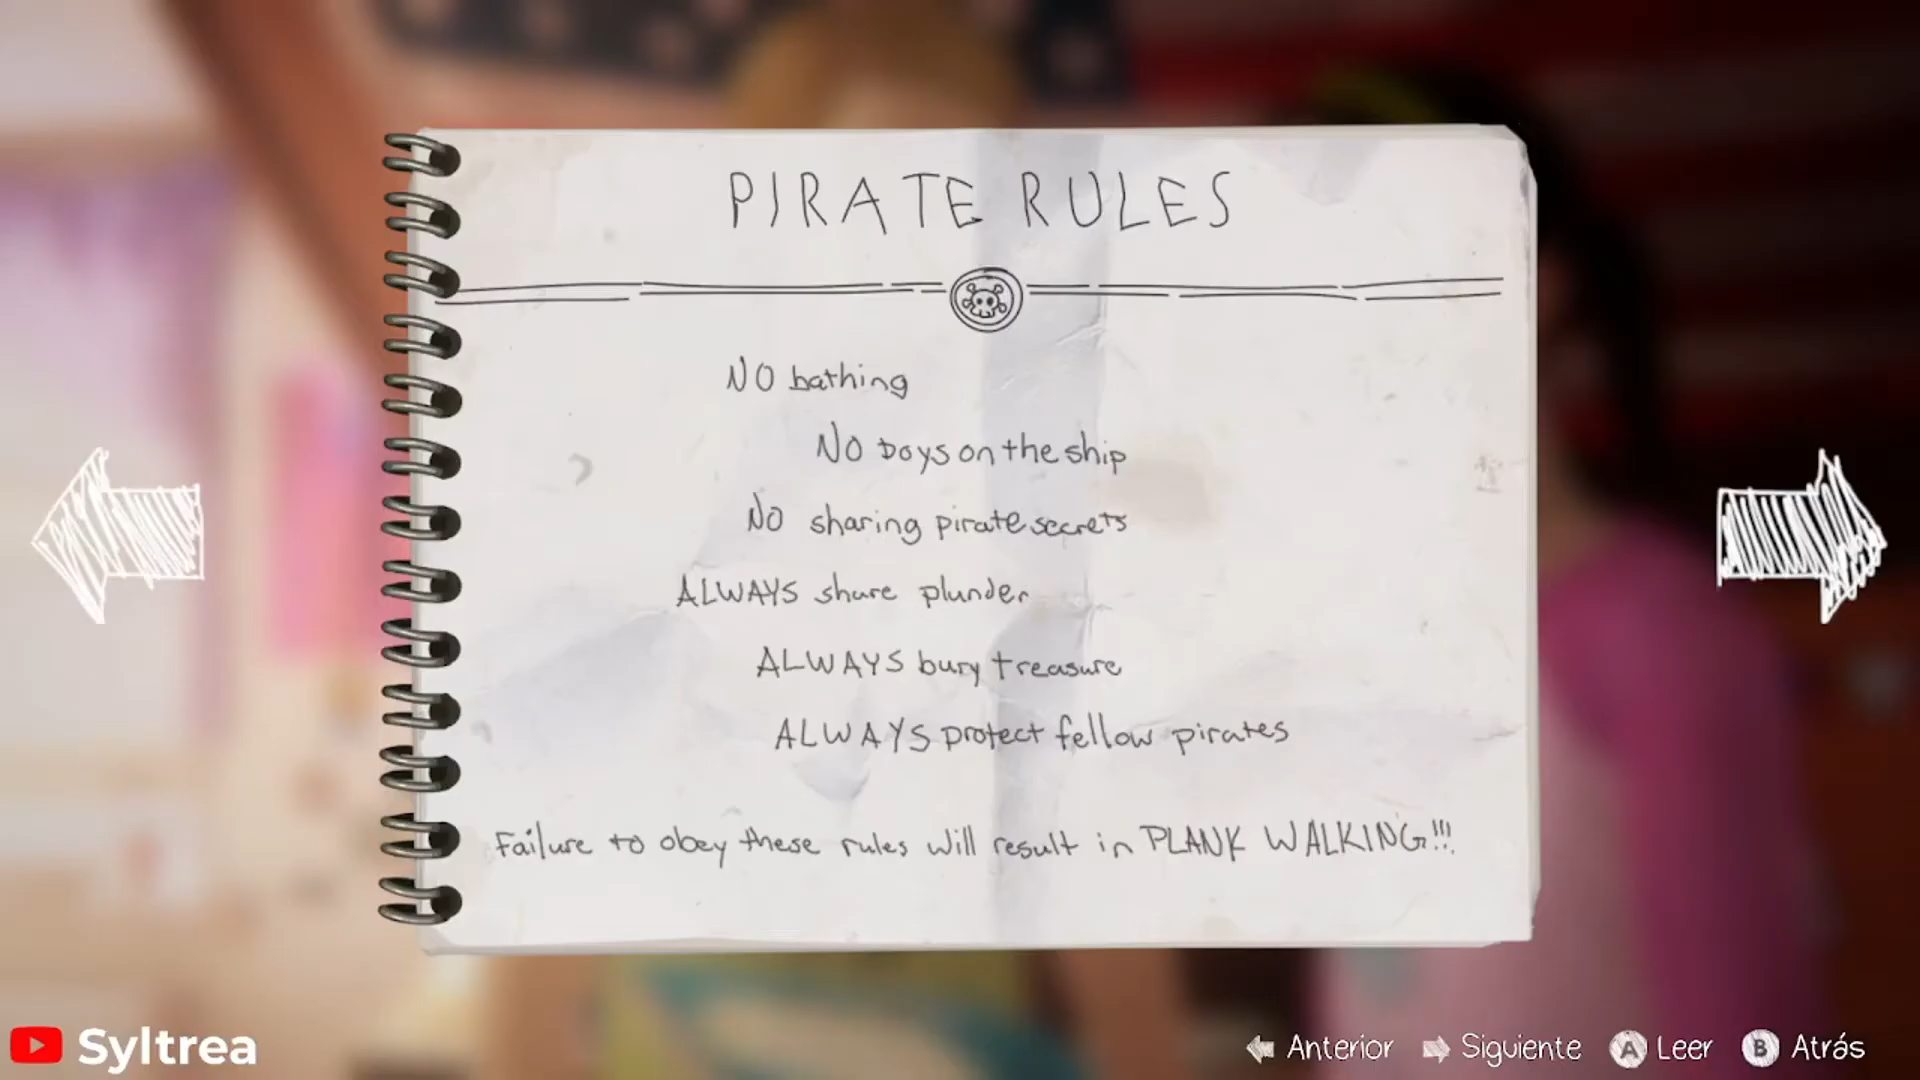 PIRATE RULES
NO bathing
NO boys on the ship
NO sharing pirate secrets
ALWAYS share plunder
ALWAYS bury treasure
ALWAYS protect fellow pirates
Failure to obey these rules will result in PLANK WALKING!!!
Syltrea
Anterior Siguiente A Leer B Atrás